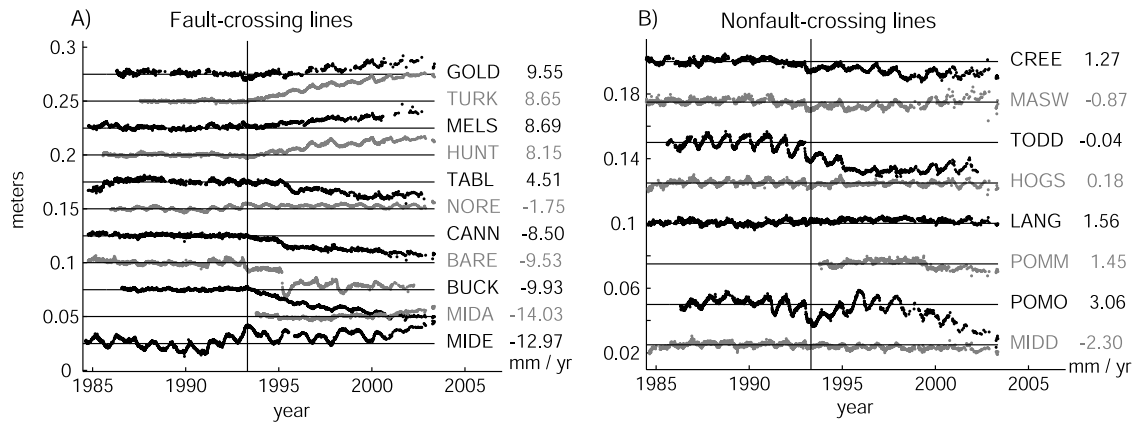 A) Fault-crossing lines
meters
0.3
0.25
0.2
0.15
0.1
0.05
0
GOLD 9.55
TURK 8.65
MELS 8.69
HUNT 8.15
TABL 4.51
NORE -1.75
CANN -8.50
BARE -9.53
BUCK -9.93
MIDA -14.03
MIDE -12.97
mm / yr
1985 1990 1995 2000 2005
year
B) Nonfault-crossing lines
0.18
0.14
0.1
0.06
0.02
CREE 1.27
MASW -0.87
TODD -0.04
HOGS 0.18
LANG 1.56
POMM 1.45
POMO 3.06
MIDD -2.30
mm / yr
1985 1990 1995 2000 2005
year